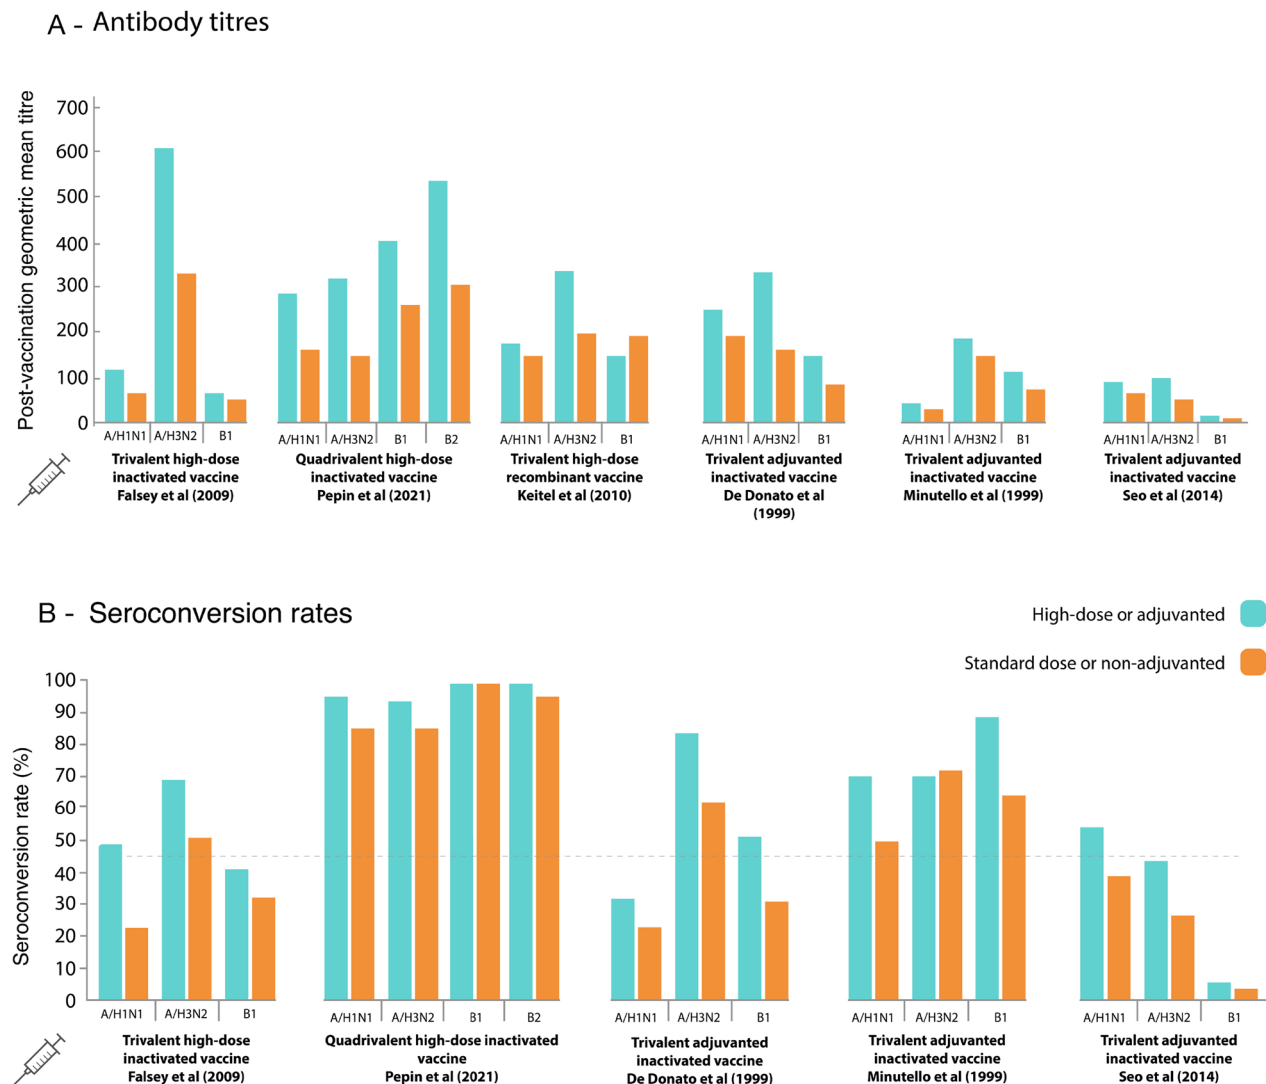 A - Antibody titres
Post-vaccination geometric mean titre
700
600
500
400
300
200
100
0
A/H1N1 A/H3N2 B1
A/H1N1 A/H3N2 B1 B2
A/H1N1 A/H3N2 B1
A/H1N1 A/H3N2 B1
A/H1N1 A/H3N2 B1
A/H1N1 A/H3N2 B1
Trivalent high-dose
inactivated vaccine
Falsey et al (2009)
Quadrivalent high-dose
inactivated vaccine
Pepin et al (2021)
Trivalent high-dose
recombinant vaccine
Keitel et al (2010)
Trivalent adjuvanted
inactivated vaccine
De Donato et al
(1999)
Trivalent adjuvanted
inactivated vaccine
Minutello et al (1999)
Trivalent adjuvanted
inactivated vaccine
Seo et al (2014)
B - Seroconversion rates
High-dose or adjuvanted
Standard dose or non-adjuvanted
Seroconversion rate (%)
100
90
80
70
60
50
40
30
20
10
0
A/H1N1 A/H3N2 B1
A/H1N1 A/H3N2 B1 B2
A/H1N1 A/H3N2 B1
A/H1N1 A/H3N2 B1
A/H1N1 A/H3N2 B1
Trivalent high-dose
inactivated vaccine
Falsey et al (2009)
Quadrivalent high-dose inactivated
vaccine
Pepin et al (2021)
Trivalent adjuvanted
inactivated vaccine
De Donato et al (1999)
Trivalent adjuvanted
inactivated vaccine
Minutello et al (1999)
Trivalent adjuvanted
inactivated vaccine
Seo et al (2014)